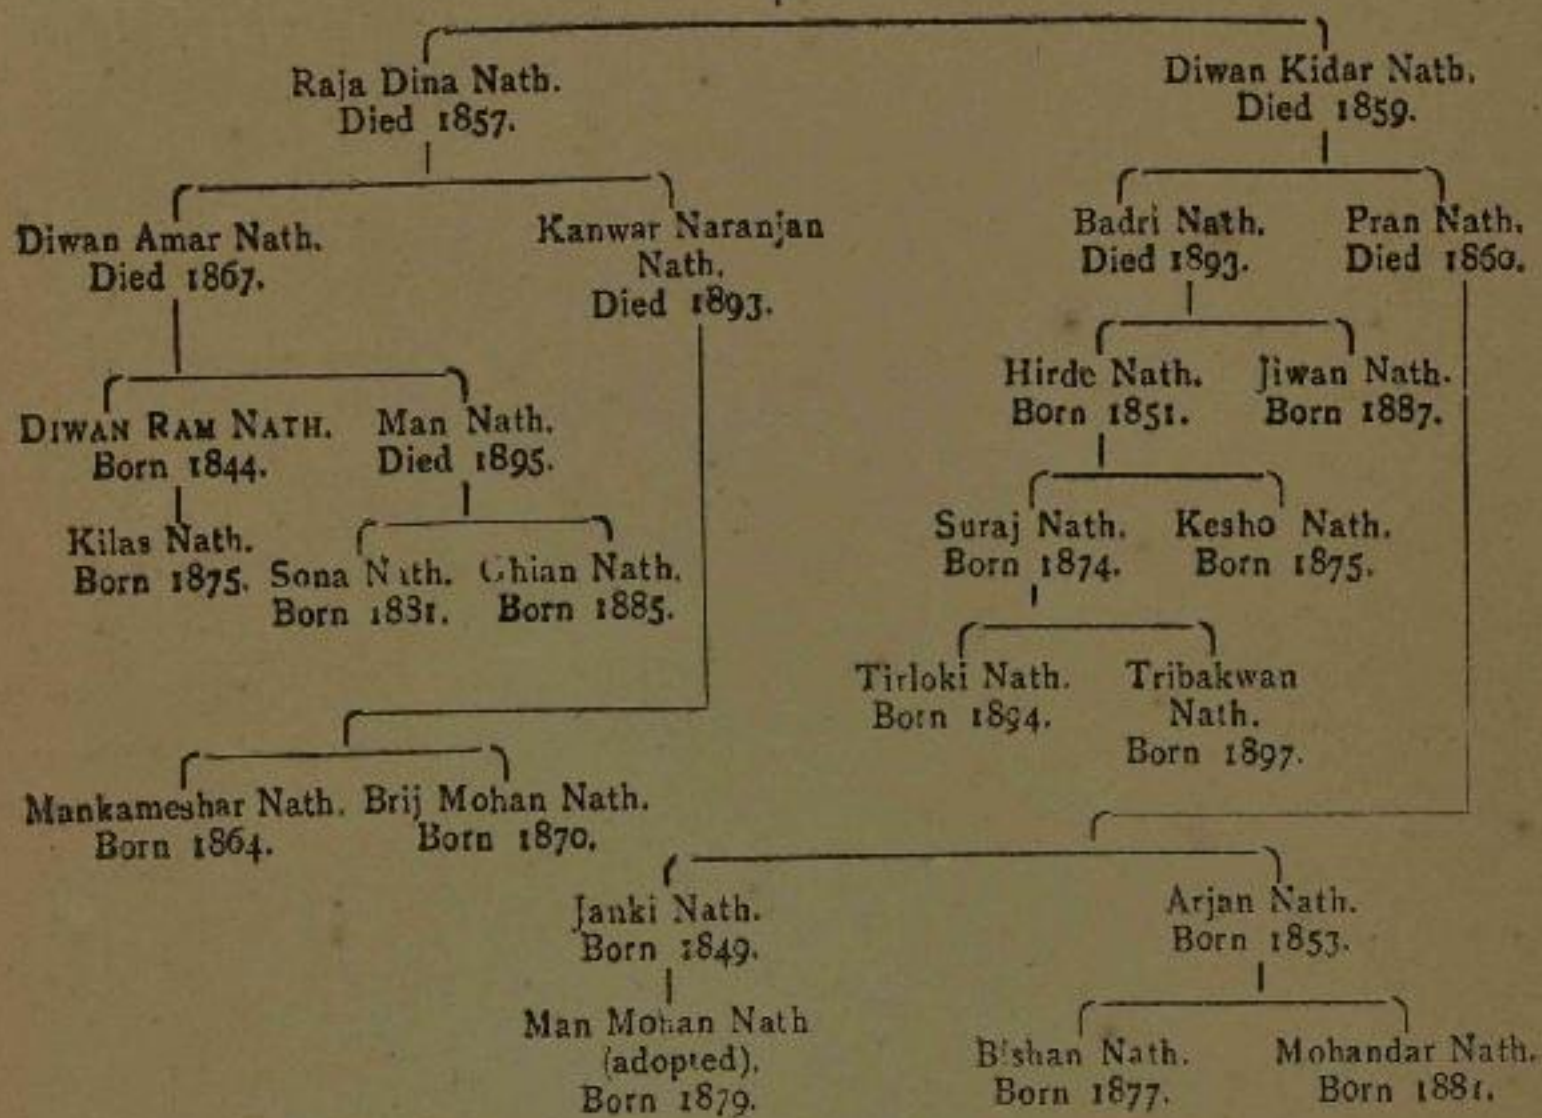 Raja Dina Nath.
Died 1857.
Diwan Kidar Nath.
Died 1859.
Diwan Amar Nath.
Died 1867.
Kanwar Naranjan
Nath.
Died 1893.
Badri Nath.
Died 1893.
Pran Nath.
Died 1860.
Hirde Nath.
Born 1851.
Jiwan Nath.
Born 1887.
DIWAN RAM NATH.
Born 1844.
Man Nath.
Died 1895.
Kilas Nath.
Born 1875.
Sona Nath.
Born 1881.
Ghian Nath.
Born 1885.
Suraj Nath.
Born 1874.
Kesho Nath.
Born 1875.
Tirloki Nath.
Born 1894.
Tribakwan
Nath.
Born 1897.
Mankameshar Nath.
Born 1864.
Brij Mohan Nath.
Born 1870.
Janki Nath.
Born 1849.
Arjan Nath.
Born 1853.
Man Mohan Nath
(adopted).
Born 1879.
Bishan Nath.
Born 1877.
Mohandar Nath.
Born 1881.